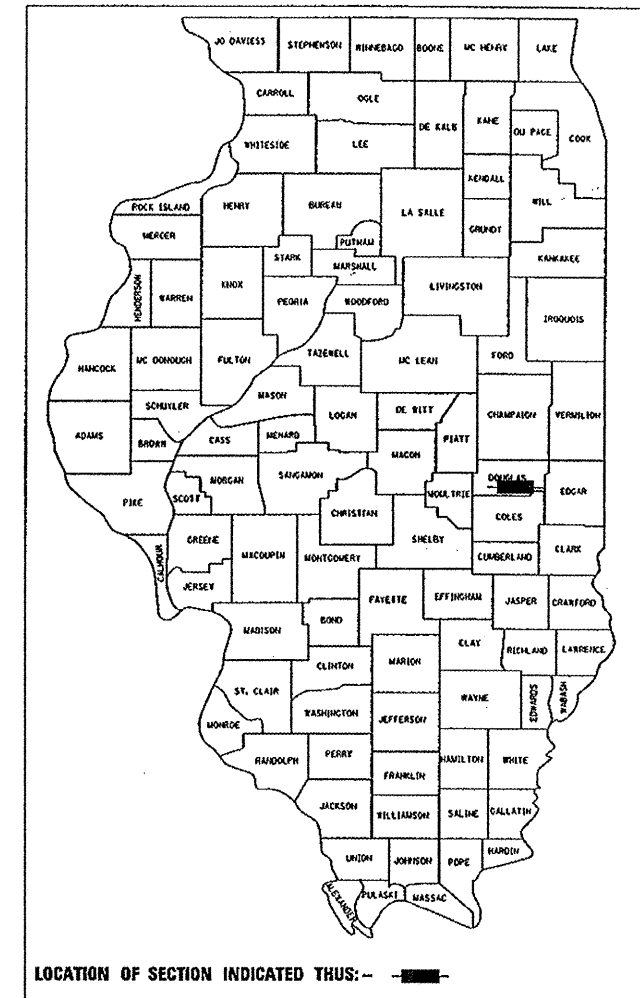 JO DAVIESS STEPHENSON WINNEBAGO BOONE MC HENRY LAKE
CARROLL OGLE DE KALB KANE DU PAGE COOK
WHITESIDE LEE
KENDALL
ROCK ISLAND HENRY BUREAU LA SALLE WILL
MERCER PUTNAM GRUNDY
STARK MARSHALL KANKAKEE
HENDERSON WARREN KNOX PEORIA WOODFORD LIVINGSTON IROQUOIS
HANCOCK MC DONOUGH FULTON TAZEWELL MC LEAN FORD
MASON
SCHUYLER LOGAN DE WITT CHAMPAIGN VERMILION
ADAMS BROWN CASS MENARD MACON PIATT
PIKE SCOTT MORGAN SANGAMON MOULTRIE DOUGLAS EDGAR
CHRISTIAN COLES
CALHOUN GREENE MACOUPIN MONTGOMERY SHELBY CUMBERLAND CLARK
JERSEY FAYETTE EFFINGHAM JASPER CRAWFORD
MADISON BOND
CLAY RICHLAND LAWRENCE
CLINTON MARION
ST. CLAIR WAYNE EDWARDS WABASH
MONROE WASHINGTON JEFFERSON
RANDOLPH PERRY HAMILTON WHITE
FRANKLIN
JACKSON WILLIAMSON SALINE GALLATIN
UNION JOHNSON POPE HARDIN
ALEXANDER PULASKI MASSAC
LOCATION OF SECTION INDICATED THUS:-